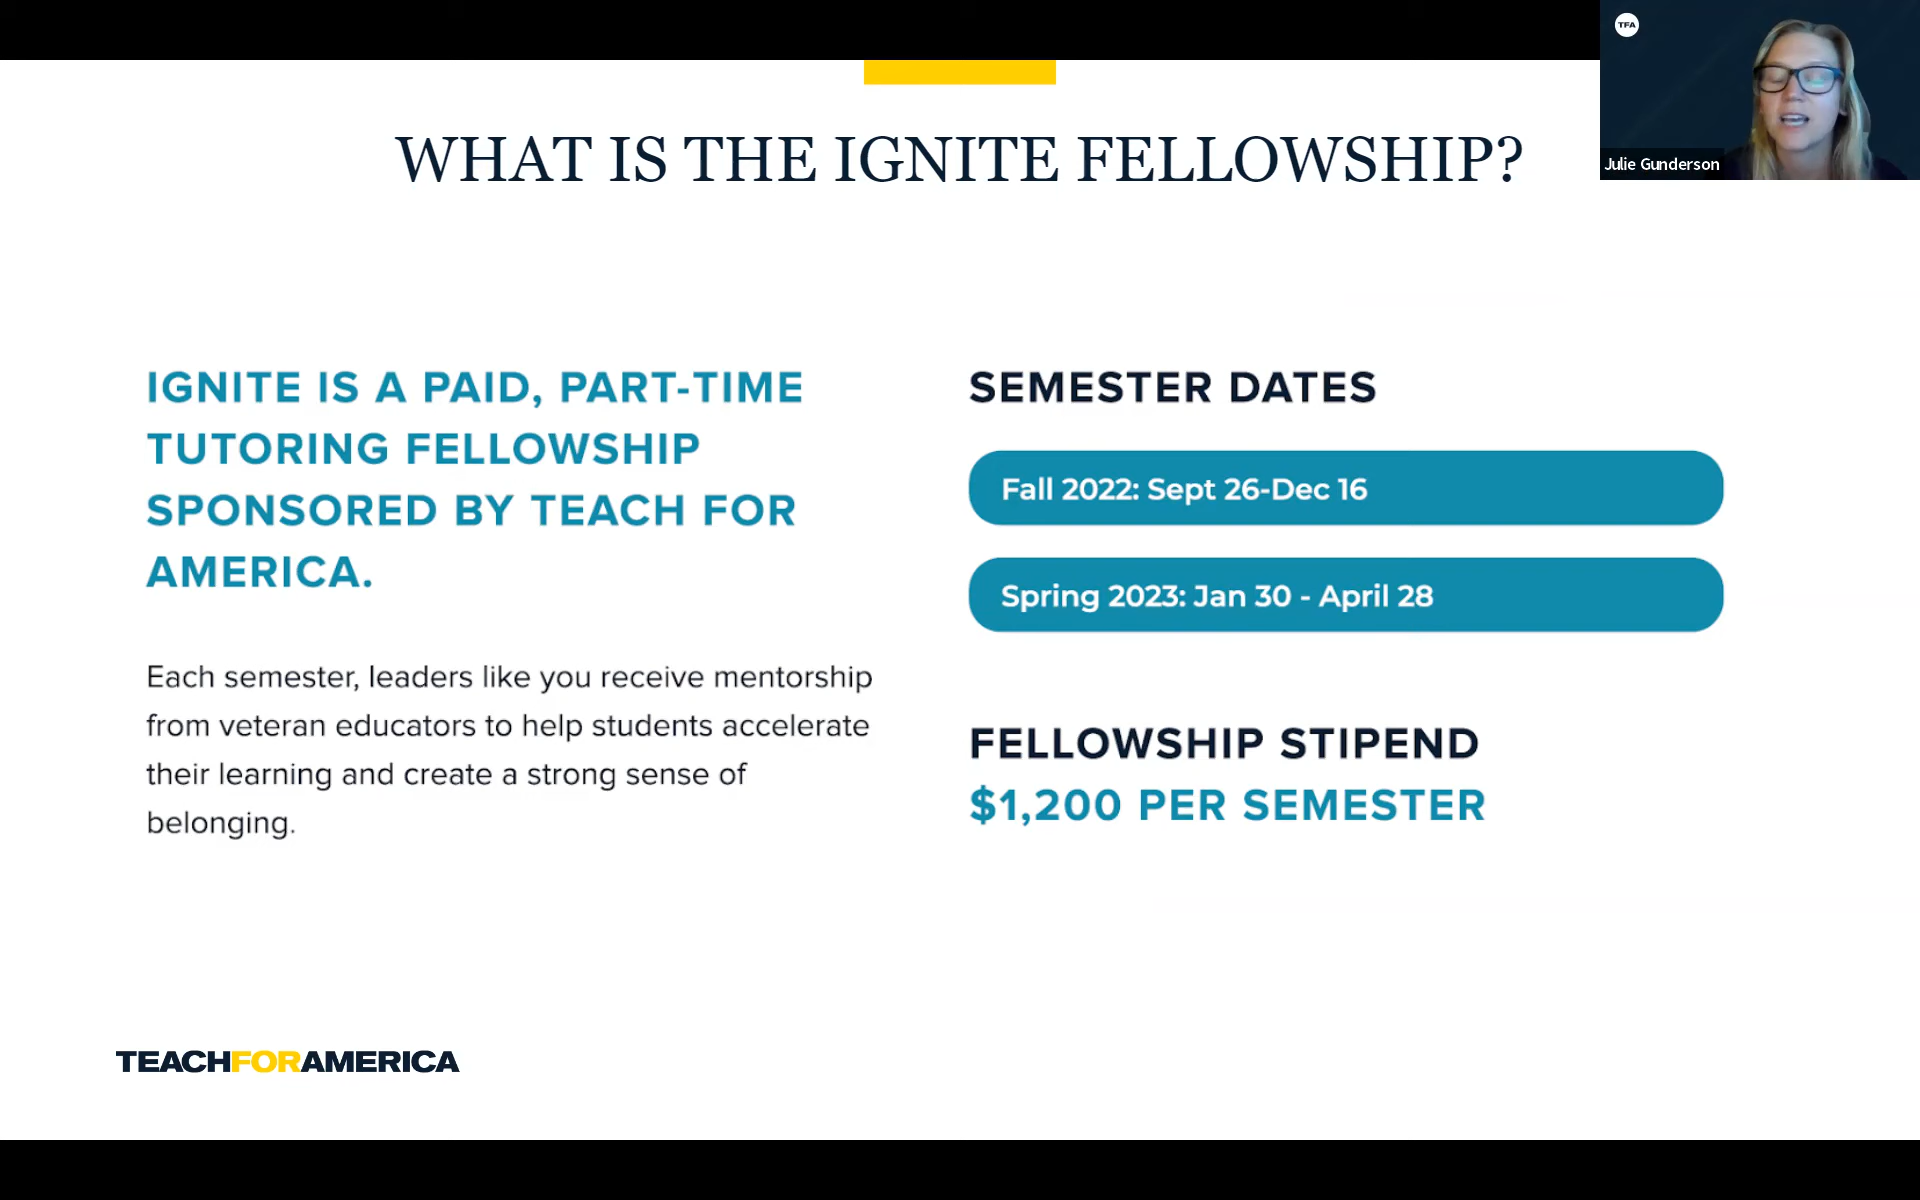 TFA
Julie Gunderson
WHAT IS THE IGNITE FELLOWSHIP?
IGNITE IS A PAID, PART-TIME
TUTORING FELLOWSHIP
SPONSORED BY TEACH FOR
AMERICA.
Each semester, leaders like you receive mentorship
from veteran educators to help students accelerate
their learning and create a strong sense of
belonging.
SEMESTER DATES
Fall 2022: Sept 26-Dec 16
Spring 2023: Jan 30 - April 28
FELLOWSHIP STIPEND
$1,200 PER SEMESTER
TEACHFORAMERICA